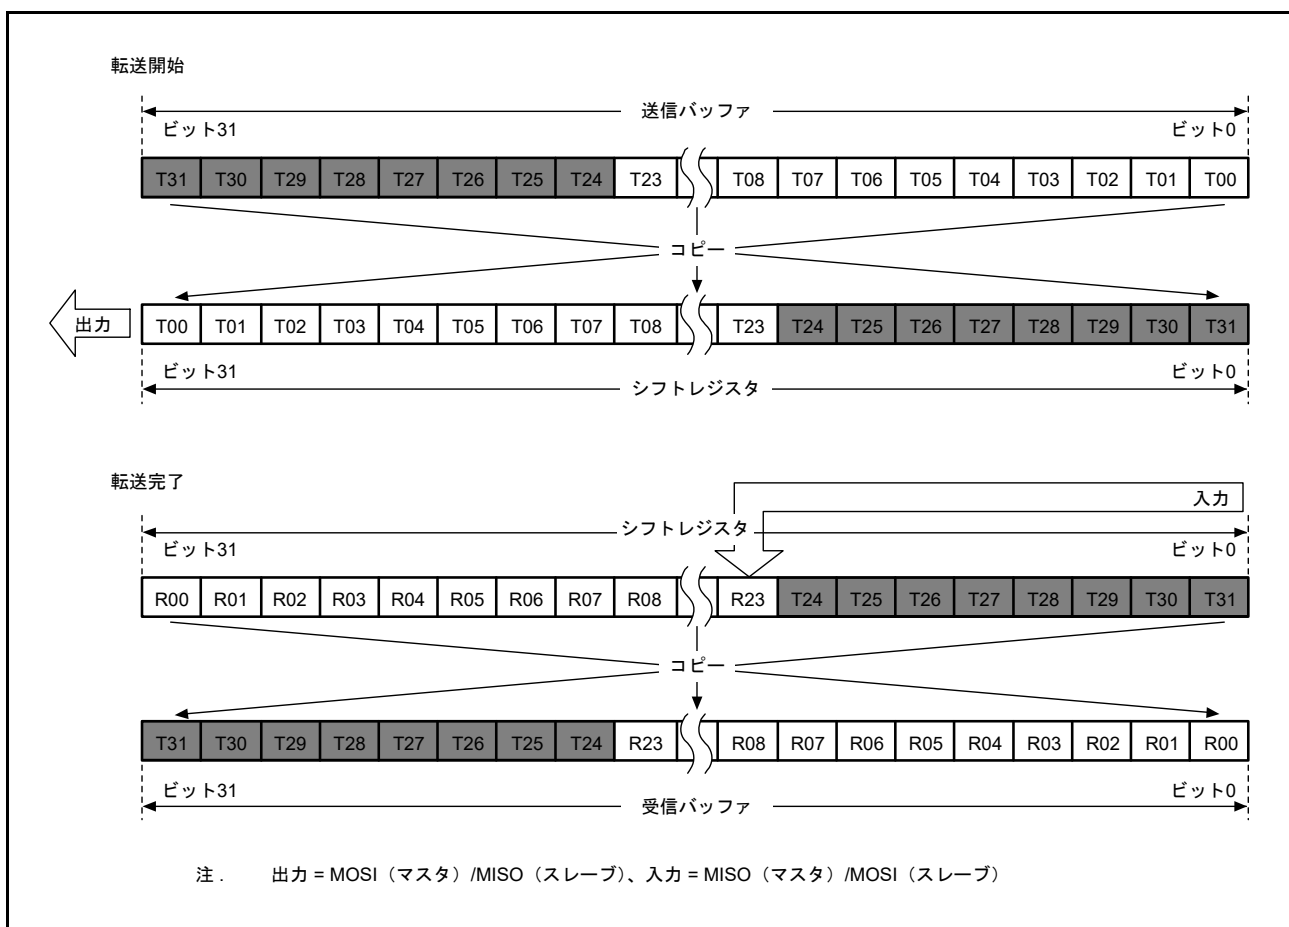 転送開始
送信バッファ
ビット31 ビット0
T31 T30 T29 T28 T27 T26 T25 T24 T23 T08 T07 T06 T05 T04 T03 T02 T01 T00
コピー
出力 T00 T01 T02 T03 T04 T05 T06 T07 T08 T23 T24 T25 T26 T27 T28 T29 T30 T31
ビット31 ビット0
シフトレジスタ
転送完了
入力
シフトレジスタ
ビット31 ビット0
R00 R01 R02 R03 R04 R05 R06 R07 R08 R23 T24 T25 T26 T27 T28 T29 T30 T31
コピー
T31 T30 T29 T28 T27 T26 T25 T24 R23 R08 R07 R06 R05 R04 R03 R02 R01 R00
ビット31 ビット0
受信バッファ
注. 出力 = MOSI(マスタ)/MISO(スレーブ)、入力 = MISO(マスタ)/MOSI(スレーブ)